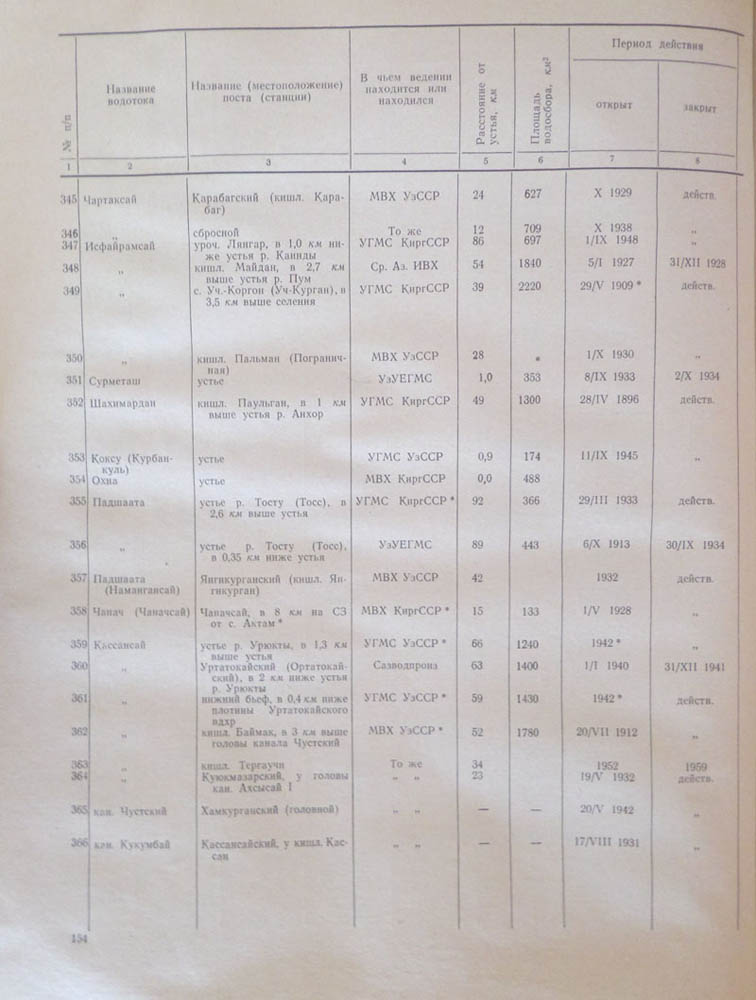 № п/п | Название водотока | Название (местоположение) поста (станции) | В чьем ведении находится или находился | Расстояние от устья, км | Площадь водосбора, км² | Период действия
открыт | закрыт
1 | 2 | 3 | 4 | 5 | 6 | 7 | 8
345 Чартаксай | Карабагский (кишл. Кара- | МВХ УзССР | 24 | 627 | X 1929 | действ.
баг)
346 „ | сбросной | То же | 12 | 709 | X 1938 | „
347 Исфайрамсай | уроч. Лянгар, в 1,0 км ни- | УГМС КиргССР | 86 | 697 | 1/IX 1948 | „
же устья р. Каинды
348 „ | кишл. Майдан, в 2,7 км | Ср. Аз. ИВХ | 54 | 1840 | 5/I 1927 | 31/XII 1928
выше устья р. Пум
349 „ | с. Уч.-Коргон (Уч-Курган), в | УГМС КиргССР | 39 | 2220 | 29/V 1909 * | действ.
3,5 км выше селения
350 „ | кишл. Пальман (Погранич- | МВХ УзССР | 28 | | 1/X 1930 | „
ная)
351 Сурметаш | устье | УзУЕГМС | 1,0 | 353 | 8/IX 1933 | 2/X 1934
352 Шахимардан | кишл. Паульган, в 1 км | УГМС КиргССР | 49 | 1300 | 28/IV 1896 | действ.
выше устья р. Анхор
353 Коксу (Курбан- | устье | УГМС УзССР | 0,9 | 174 | 11/IX 1945 | „
куль)
354 Охна | устье | МВХ КиргССР | 0,0 | 488
355 Падшаата | устье р. Тосту (Тосс), в | УГМС КиргССР * | 92 | 366 | 29/III 1933 | действ.
2,6 км выше устья
356 „ | устье р. Тосту (Тосс), | УзУЕГМС | 89 | 443 | 6/X 1913 | 30/IX 1934
в 0,35 км ниже устья
357 Падшаата | Янгикурганский (кишл. Ян- | МВХ УзССР | 42 | | 1932 | действ.
(Намангансай) | гикурган)
358 Чанач (Чаначсай) | Чаначсай, в 8 км на СЗ | МВХ КиргССР * | 15 | 133 | 1/V 1928 | „
от с. Актам *
359 Кассансай | устье р. Урюкты, в 1,3 км | УГМС УзССР * | 66 | 1240 | 1942 * | „
выше устья
360 „ | Уртатокайский (Ортатокай- | Сазводпроиз | 63 | 1400 | 1/I 1940 | 31/XII 1941
ский), в 2 км ниже устья
р. Урюкты
361 „ | нижний бьеф, в 0,4 км ниже | УГМС УзССР * | 59 | 1430 | 1942 * | действ.
плотины Уртатокайского
вдхр
362 „ | кишл. Баймак, в 3 км выше | МВХ УзССР * | 52 | 1780 | 20/VII 1912 | „
головы канала Чустский
363 „ | кишл. Тергаучи | То же | 34 | | 1952 | 1959
364 „ | Куюкмазарский, у головы | „ „ | 23 | | 19/V 1932 | действ.
кан. Ахсысай I
365 кан. Чустский | Хамкурганский (головной) | „ „ | — | — | 20/V 1942 | „
366 кан. Кукумбай | Кассансайский, у кишл. Кас- | „ „ | — | — | 17/VIII 1931 | „
сан
154